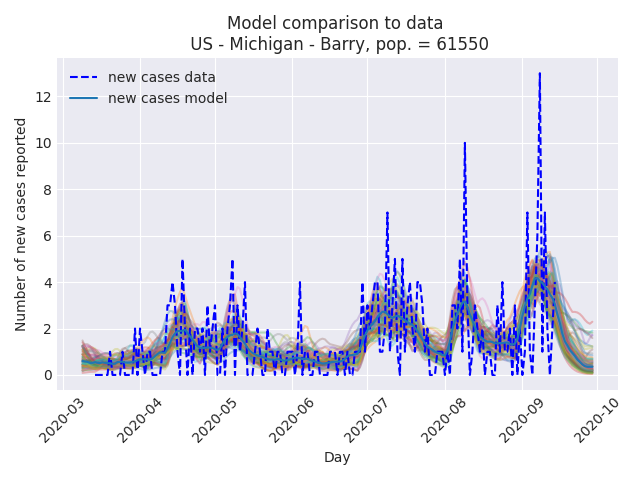 Model comparison to data
US - Michigan - Barry, pop. = 61550
new cases data
new cases model
Number of new cases reported
12
10
8
6
4
2
0
2020-03
2020-04
2020-05
2020-06
2020-07
2020-08
2020-09
2020-10
Day